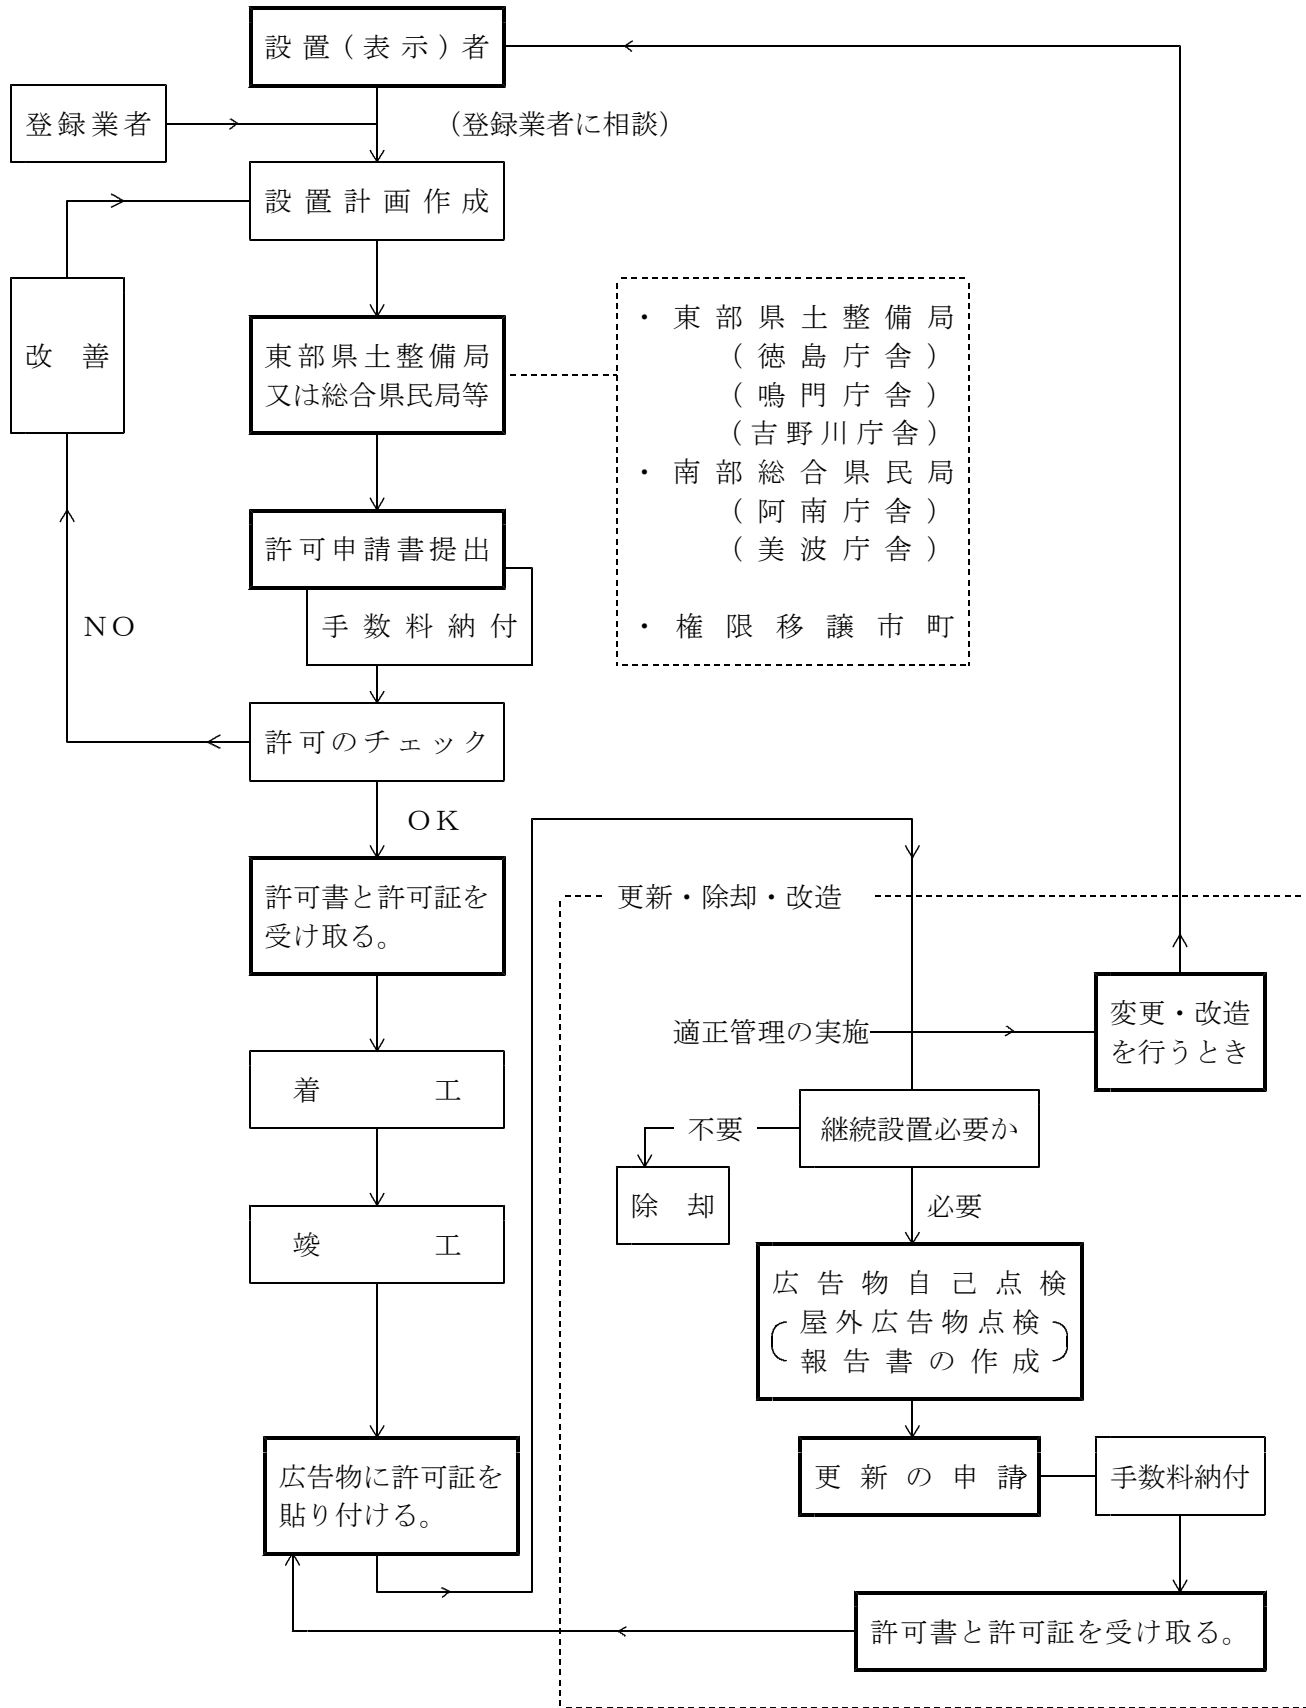 設置(表示)者
登録業者
(登録業者に相談)
設置計画作成
改 善
東部県土整備局
又は総合県民局等
・東部県土整備局
(徳島庁舎)
(鳴門庁舎)
(吉野川庁舎)
・南部総合県民局
(阿南庁舎)
(美波庁舎)
・権限移譲市町
許可申請書提出
手数料納付
NO
許可のチェック
OK
許可書と許可証を
受け取る。
更新・除却・改造
適正管理の実施
変更・改造
を行うとき
着 工
継続設置必要か
不要
除 却
必要
竣 工
広告物自己点検
屋外広告物点検
報告書の作成
広告物に許可証を
貼り付ける。
更新の申請
手数料納付
許可書と許可証を受け取る。